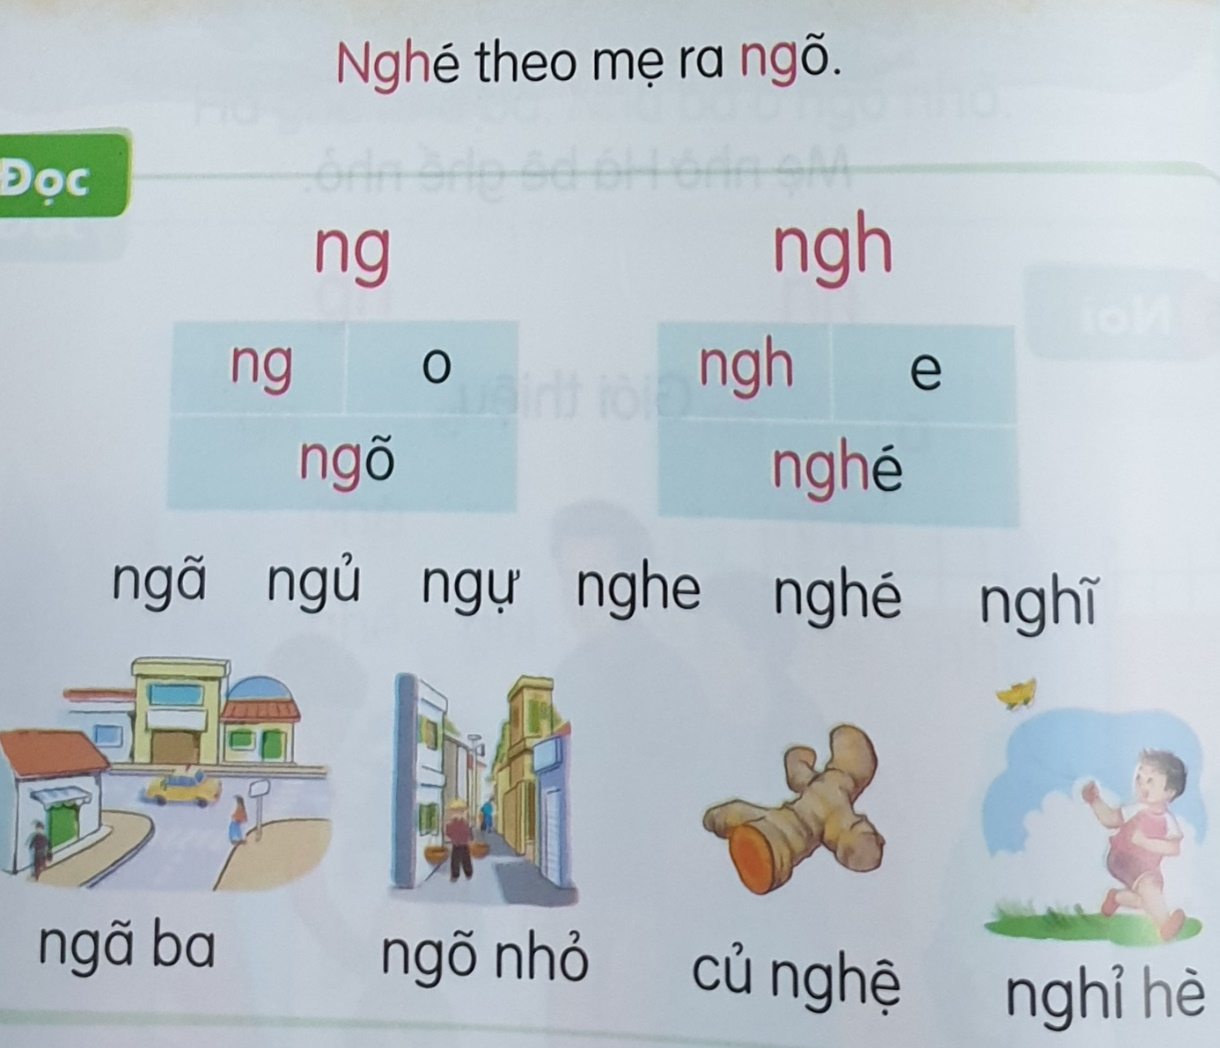 Nghé theo mẹ ra ngõ.
Đọc
ng ngh
ng o ngh e
ngõ nghé
ngã ngủ ngự nghe nghé nghĩ
ngã ba ngõ nhỏ củ nghệ nghỉ hè